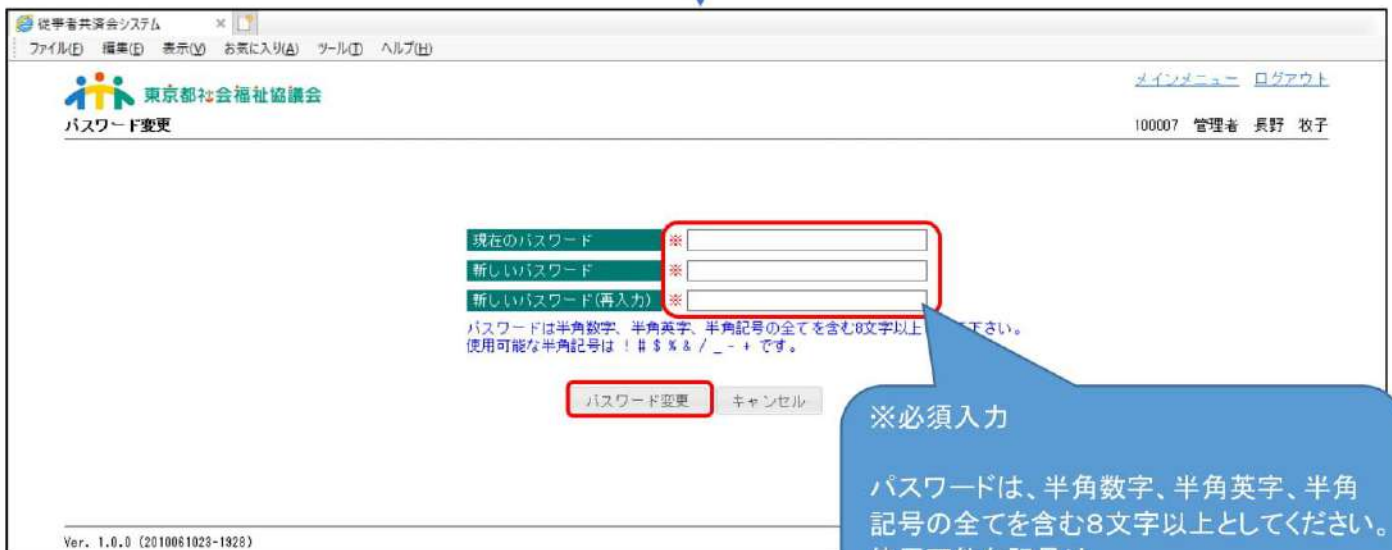 従事者共済会システム
ファイル(F) 編集(E) 表示(V) お気に入り(A) ツール(T) ヘルプ(H)
メインメニュー ログアウト
東京都社会福祉協議会
パスワード変更
100007 管理者 長野 牧子
現在のパスワード ※
新しいパスワード ※
新しいパスワード(再入力) ※
パスワードは半角数字、半角英字、半角記号の全てを含む8文字以上 下さい。
使用可能な半角記号は ! # $ % & / _ - + です。
パスワード変更 キャンセル
※必須入力
パスワードは、半角数字、半角英字、半角
記号の全てを含む8文字以上としてください。
Ver. 1.0.0 (2010061023-1928)